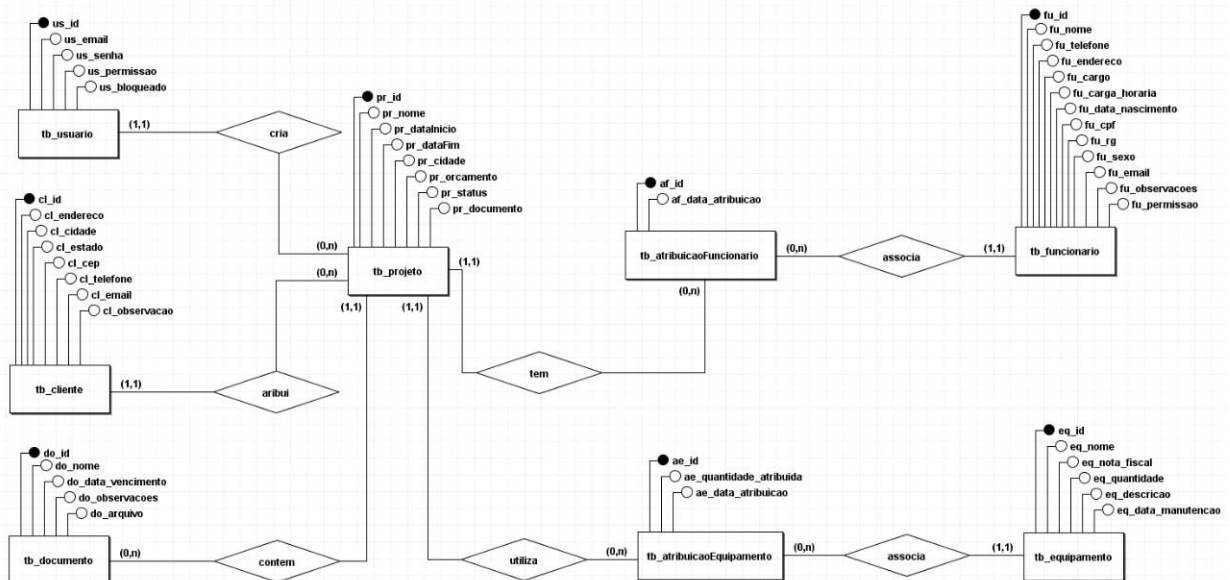 us_id
us_email
us_senha
us_permissao
us_bloqueado
tb_usuario
(1,1)
cria
pr_id
pr_nome
pr_dataInicio
pr_dataFim
pr_cidade
pr_orcamento
pr_status
pr_documento
(0,n)
tb_projeto
(0,n)
(1,1)
(1,1)
(1,1)
cl_id
cl_endereco
cl_cidade
cl_estado
cl_cep
cl_telefone
cl_email
cl_observacao
tb_cliente
(1,1)
aribui
tem
af_id
af_data_atribuicao
tb_atribuicaoFuncionario
(0,n)
(0,n)
associa
(1,1)
fu_id
fu_nome
fu_telefone
fu_endereco
fu_cargo
fu_carga_horaria
fu_data_nascimento
fu_cpf
fu_rg
fu_sexo
fu_email
fu_observacoes
fu_permissao
tb_funcionario
do_id
do_nome
do_data_vencimento
do_observacoes
do_arquivo
tb_documento
(0,n)
contem
utiliza
(0,n)
ae_id
ae_quantidade_atribuida
ae_data_atribuicao
tb_atribuicaoEquipamento
(0,n)
associa
(1,1)
eq_id
eq_nome
eq_nota_fiscal
eq_quantidade
eq_descricao
eq_data_manutencao
tb_equipamento